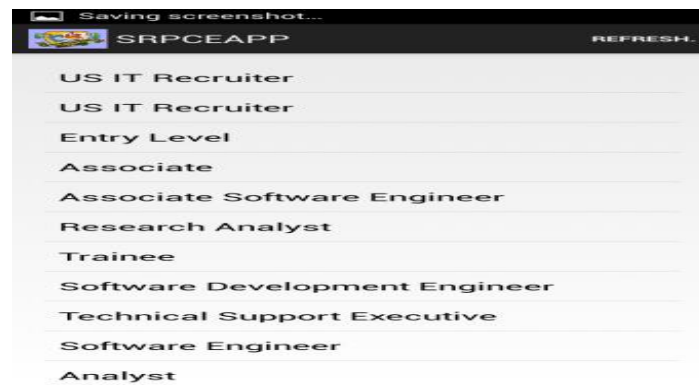 Saving screenshot...
SRPCEAPP REFRESH.
US IT Recruiter
US IT Recruiter
Entry Level
Associate
Associate Software Engineer
Research Analyst
Trainee
Software Development Engineer
Technical Support Executive
Software Engineer
Analyst